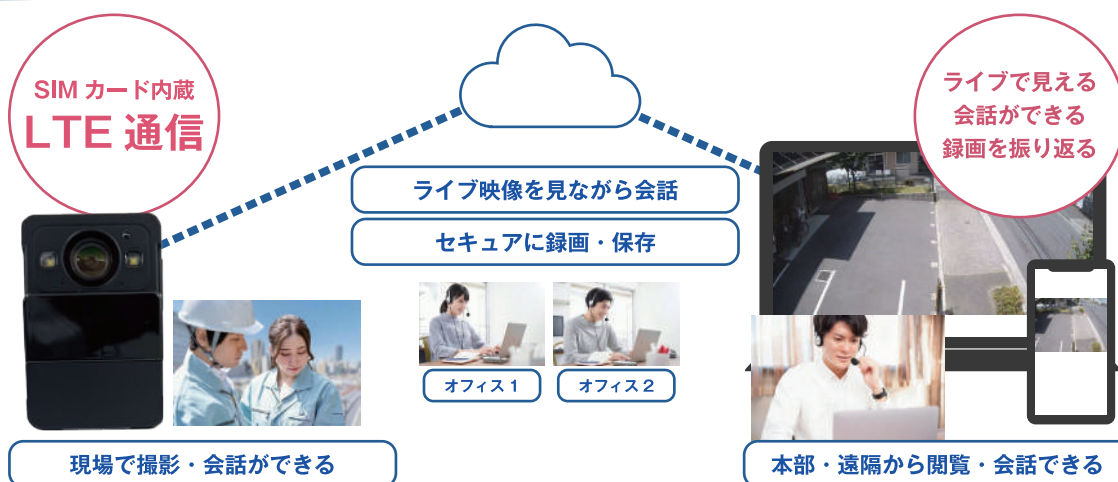 SIM カード内蔵
LTE 通信
ライブで見える
会話ができる
録画を振り返る
ライブ映像を見ながら会話
セキュアに録画・保存
オフィス 1
オフィス 2
現場で撮影・会話ができる
本部・遠隔から閲覧・会話できる